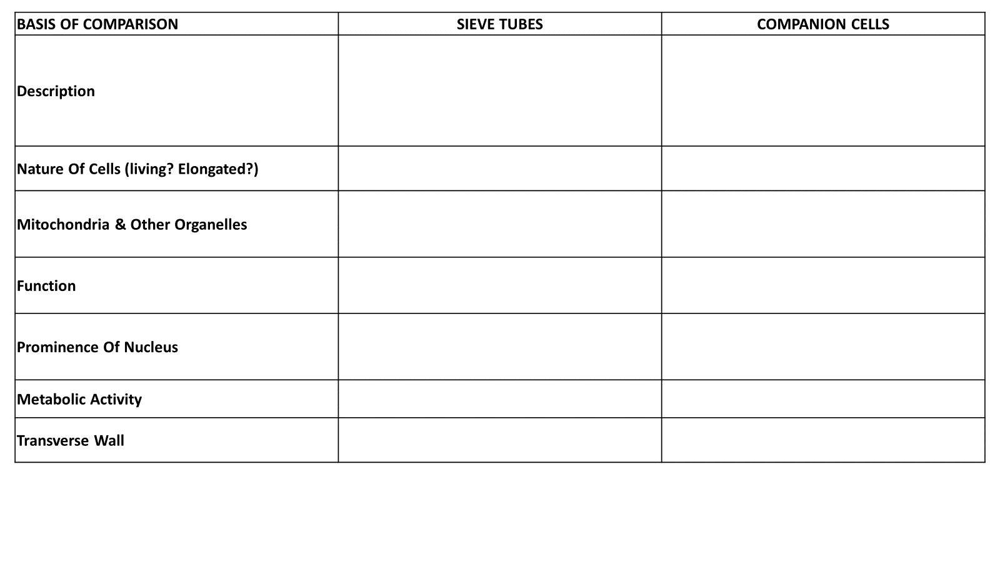 BASIS OF COMPARISON
SIEVE TUBES
COMPANION CELLS
Description
Nature Of Cells (living? Elongated?)
Mitochondria & Other Organelles
Function
Prominence Of Nucleus
Metabolic Activity
Transverse Wall